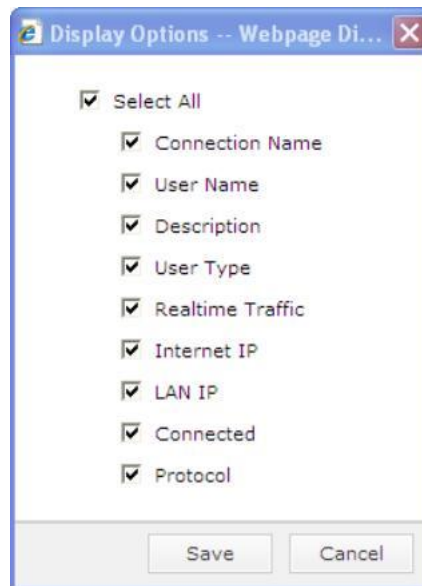 Display Options -- Webpage Di...
Select All
Connection Name
User Name
Description
User Type
Realtime Traffic
Internet IP
LAN IP
Connected
Protocol
Save
Cancel